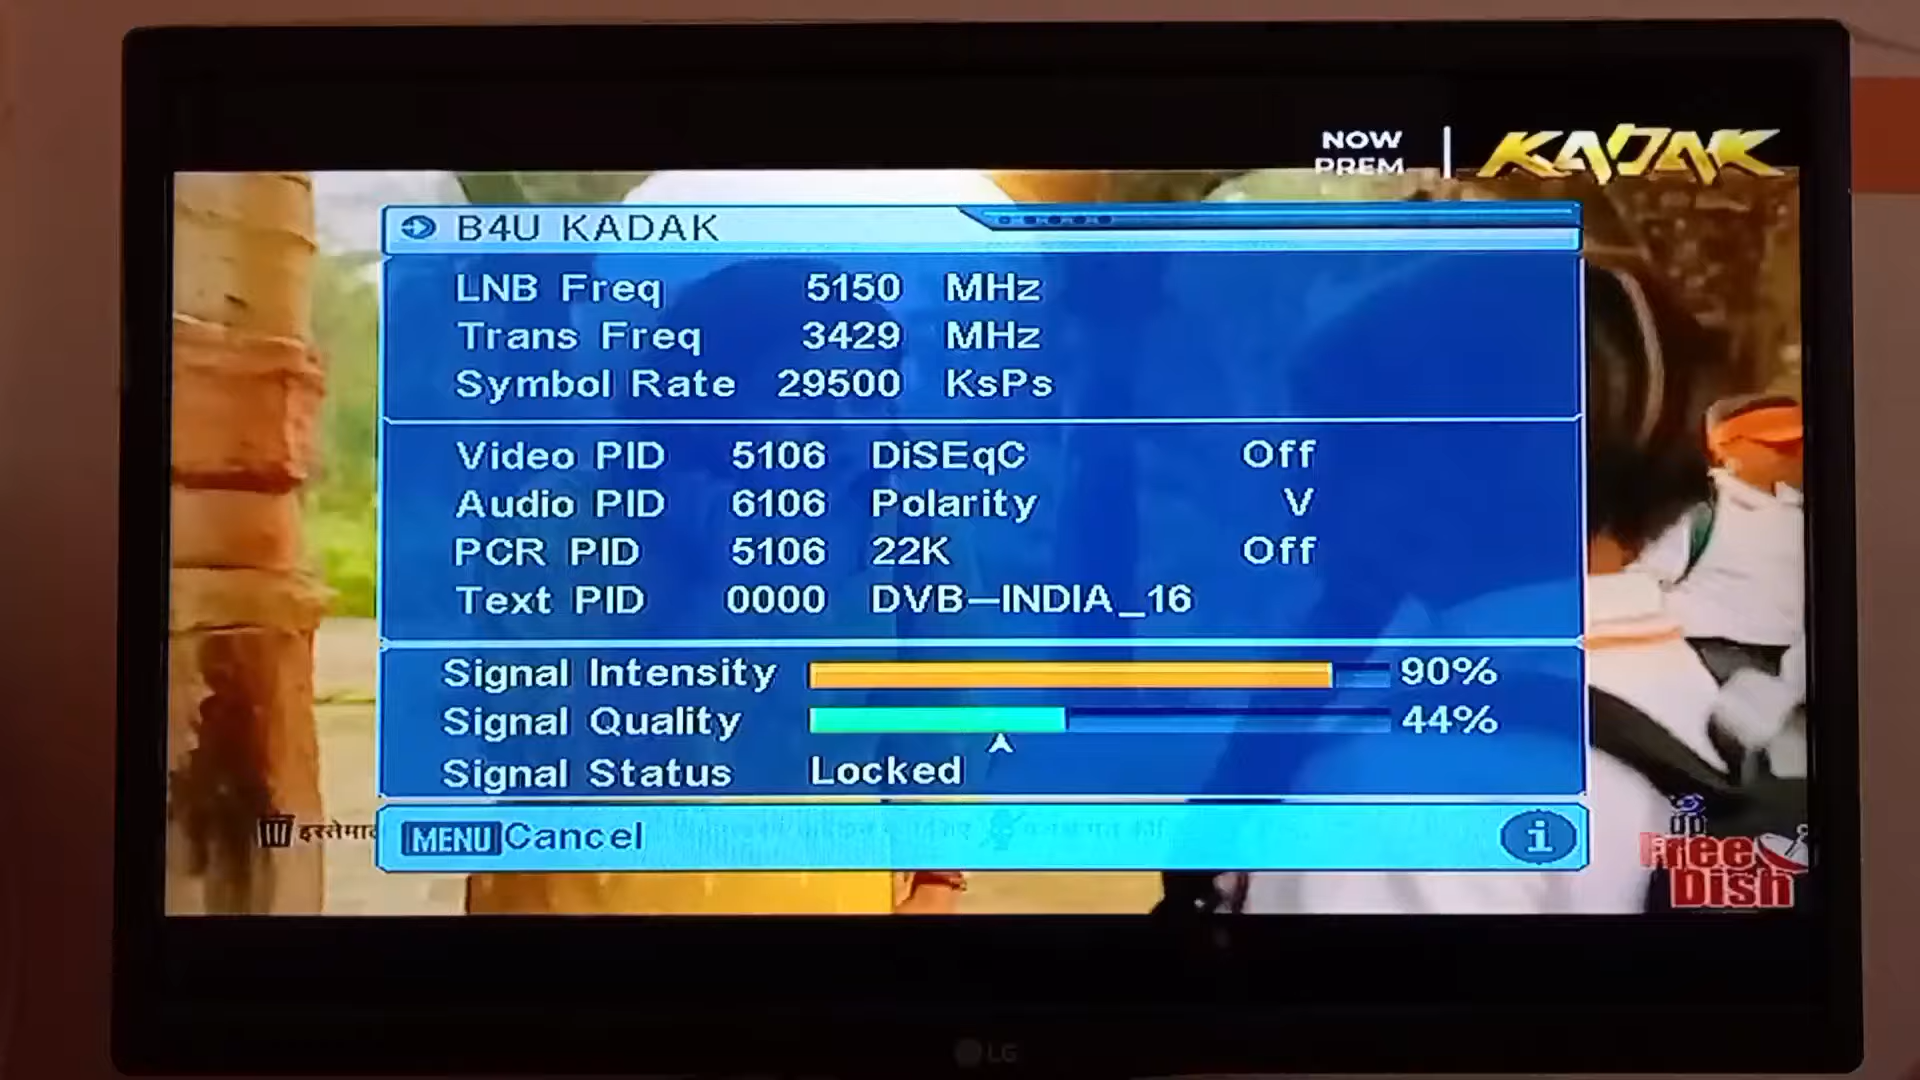 NOW
PREM
KADAK
B4U KADAK
LNB Freq 5150 MHz
Trans Freq 3429 MHz
Symbol Rate 29500 KsPs
Video PID 5106 DiSEqC Off
Audio PID 6106 Polarity V
PCR PID 5106 22K Off
Text PID 0000 DVB—INDIA_16
Signal Intensity 90%
Signal Quality 44%
Signal Status Locked
MENU Cancel i
DD
Free
Dish
LG